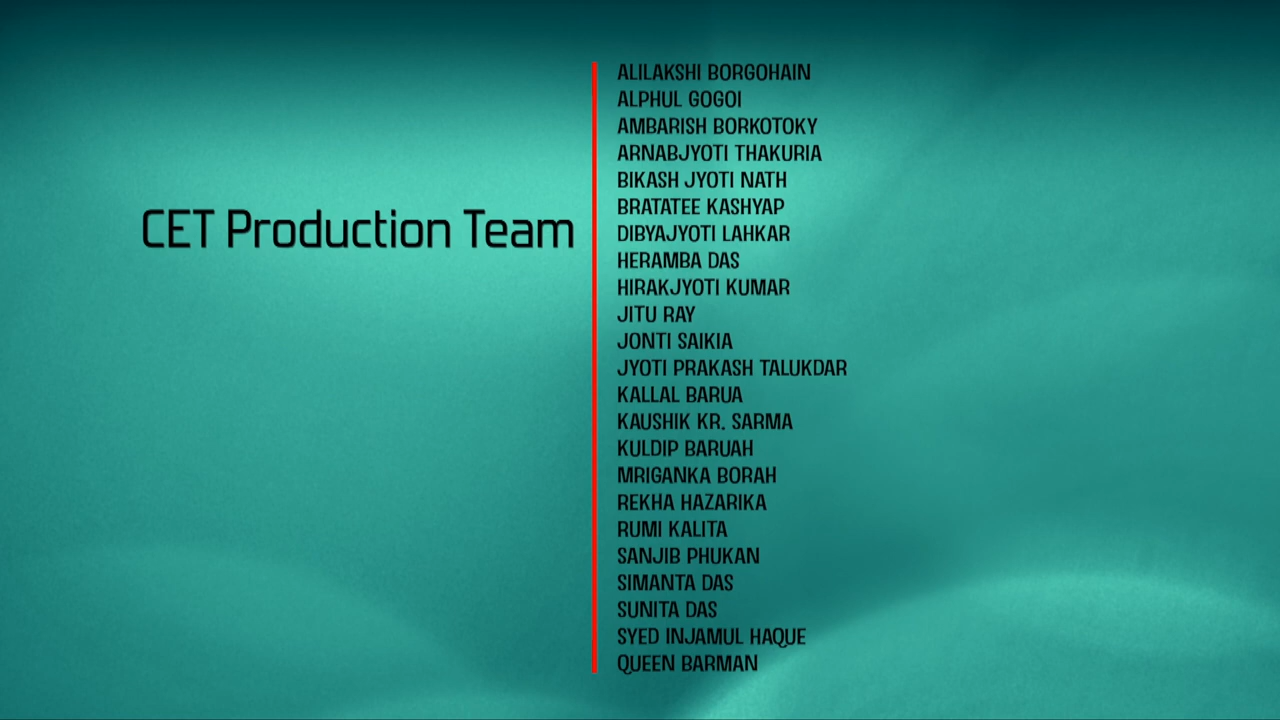 CET Production Team
ALILAKSHI BORGOHAIN
ALPHUL GOGOI
AMBARISH BORKOTOKY
ARNABJYOTI THAKURIA
BIKASH JYOTI NATH
BRATATEE KASHYAP
DIBYAJYOTI LAHKAR
HERAMBA DAS
HIRAKJYOTI KUMAR
JITU RAY
JONTI SAIKIA
JYOTI PRAKASH TALUKDAR
KALLAL BARUA
KAUSHIK KR. SARMA
KULDIP BARUAH
MRIGANKA BORAH
REKHA HAZARIKA
RUMI KALITA
SANJIB PHUKAN
SIMANTA DAS
SUNITA DAS
SYED INJAMUL HAQUE
QUEEN BARMAN